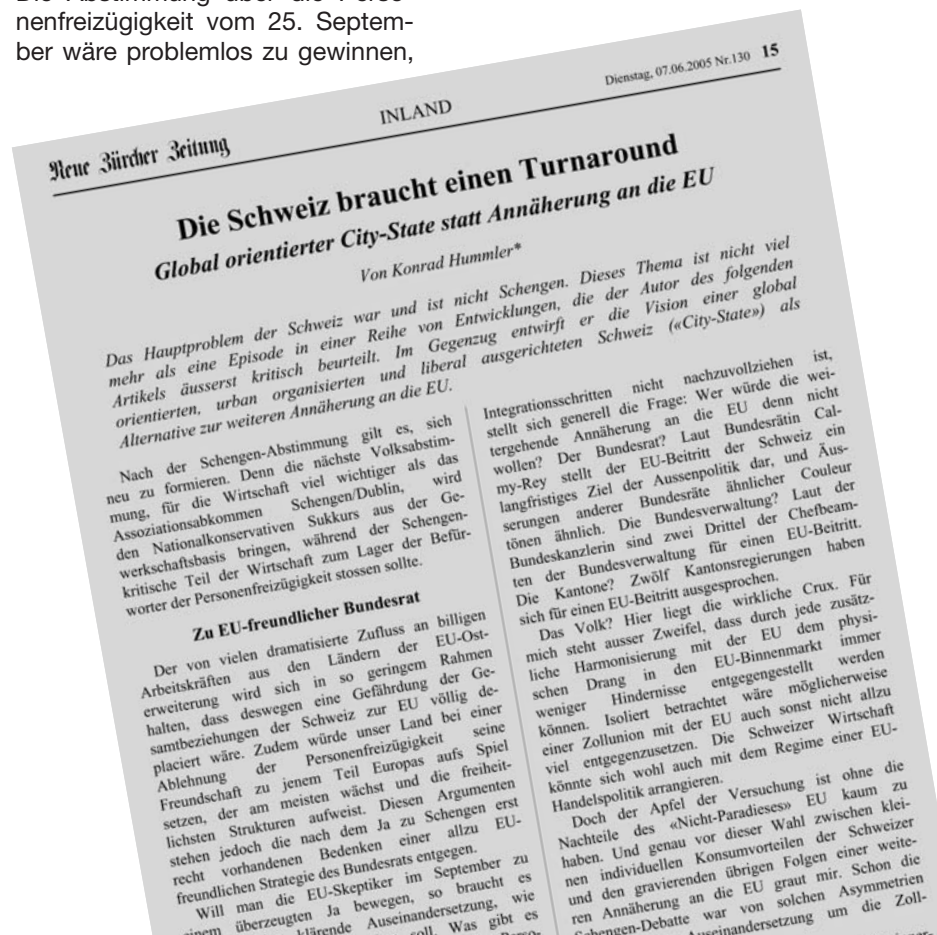 nenfreizügigkeit vom 25. Septem-
ber wäre problemlos zu gewinnen,
Dienstag, 07.06.2005 Nr.130 15
INLAND
Neue Zürcher Zeitung
Die Schweiz braucht einen Turnaround
Global orientierter City-State statt Annäherung an die EU
Von Konrad Hummler*
Das Hauptproblem der Schweiz war und ist nicht Schengen. Dieses Thema ist nicht viel
mehr als eine Episode in einer Reihe von Entwicklungen, die der Autor des folgenden
Artikels äusserst kritisch beurteilt. Im Gegenzug entwirft er die Vision einer global
orientierten, urban organisierten und liberal ausgerichteten Schweiz («City-State») als
Alternative zur weiteren Annäherung an die EU.
Nach der Schengen-Abstimmung gilt es, sich
neu zu formieren. Denn die nächste Volksabstim-
mung, für die Wirtschaft viel wichtiger als das
Assoziationsabkommen Schengen/Dublin, wird
den Nationalkonservativen Sukkurs aus der Ge-
werkschaftsbasis bringen, während der Schengen-
kritische Teil der Wirtschaft zum Lager der Befür-
worter der Personenfreizügigkeit stossen sollte.
Zu EU-freundlicher Bundesrat
Der von vielen dramatisierte Zufluss an billigen
Arbeitskräften aus den Ländern der EU-Ost-
erweiterung wird sich in so geringem Rahmen
halten, dass deswegen eine Gefährdung der Ge-
samtbeziehungen der Schweiz zur EU völlig de-
placiert wäre. Zudem würde unser Land bei einer
Ablehnung der Personenfreizügigkeit seine
Freundschaft zu jenem Teil Europas aufs Spiel
setzen, der am meisten wächst und die freiheit-
lichsten Strukturen aufweist. Diesen Argumenten
stehen jedoch die nach dem Ja zu Schengen erst
recht vorhandenen Bedenken einer allzu EU-
freundlichen Strategie des Bundesrats entgegen.
Will man die EU-Skeptiker im September zu
einem überzeugten Ja bewegen, so braucht es
klärende Auseinandersetzung, wie
soll. Was gibt es
Integrationsschritten nicht nachzuvollziehen ist,
stellt sich generell die Frage: Wer würde die wei-
tergehende Annäherung an die EU denn nicht
wollen? Der Bundesrat? Laut Bundesrätin Cal-
my-Rey stellt der EU-Beitritt der Schweiz ein
langfristiges Ziel der Aussenpolitik dar, und Äus-
serungen anderer Bundesräte ähnlicher Couleur
tönen ähnlich. Die Bundesverwaltung? Laut der
Bundeskanzlerin sind zwei Drittel der Chefbeam-
ten der Bundesverwaltung für einen EU-Beitritt.
Die Kantone? Zwölf Kantonsregierungen haben
sich für einen EU-Beitritt ausgesprochen.
Das Volk? Hier liegt die wirkliche Crux. Für
mich steht ausser Zweifel, dass durch jede zusätz-
liche Harmonisierung mit der EU dem physi-
schen Drang in den EU-Binnenmarkt immer
weniger Hindernisse entgegengestellt werden
können. Isoliert betrachtet wäre möglicherweise
einer Zollunion mit der EU auch sonst nicht allzu
viel entgegenzusetzen. Die Schweizer Wirtschaft
könnte sich wohl auch mit dem Regime einer EU-
Handelspolitik arrangieren.
Doch der Apfel der Versuchung ist ohne die
Nachteile des «Nicht-Paradieses» EU kaum zu
haben. Und genau vor dieser Wahl zwischen klei-
nen individuellen Konsumvorteilen der Schweizer
und den gravierenden übrigen Folgen einer weite-
ren Annäherung an die EU graut mir. Schon die
Schengen-Debatte war von solchen Asymmetrien
Auseinandersetzung um die Zoll-